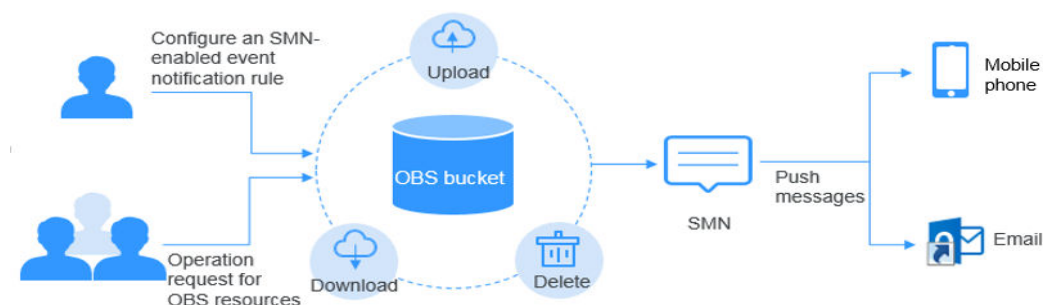 Configure an SMN-
enabled event
notification rule
Upload
Mobile
phone
OBS bucket
Push
messages
SMN
Operation
request for
OBS resources
Download
Delete
Email